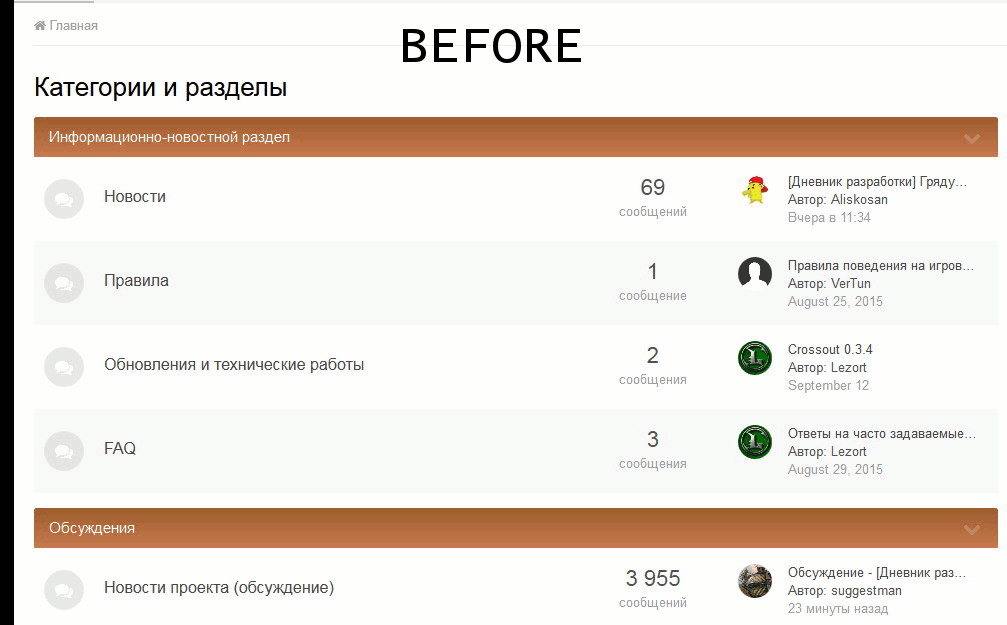 Главная
BEFORE
Категории и разделы
Информационно-новостной раздел
Новости
69
сообщений
[Дневник разработки] Гряду...
Автор: Aliskosan
Вчера в 11:34
Правила
1
сообщение
Правила поведения на игров...
Автор: VerTun
August 25, 2015
Обновления и технические работы
2
сообщения
Crossout 0.3.4
Автор: Lezort
September 12
FAQ
3
сообщения
Ответы на часто задаваемые...
Автор: Lezort
August 29, 2015
Обсуждения
Новости проекта (обсуждение)
3 955
сообщений
Обсуждение - [Дневник раз...
Автор: suggestman
23 минуты назад